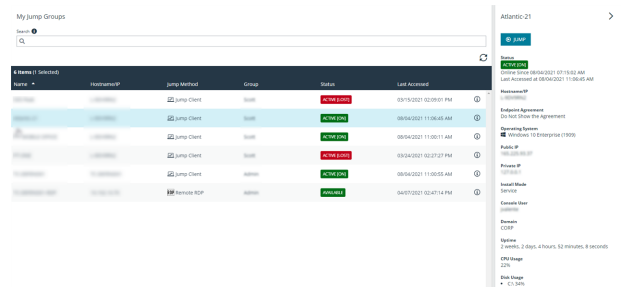 My Jump Groups
Search
6 items (1 Selected)
Name Hostname/IP Jump Method Group Status Last Accessed
Jump Client ACTIVE [LOST] 03/15/2021 02:09:01 PM
Jump Client ACTIVE [ON] 08/04/2021 11:06:45 AM
Jump Client ACTIVE [ON] 08/04/2021 11:00:11 AM
Jump Client ACTIVE [LOST] 03/24/2021 02:27:27 PM
Jump Client ACTIVE [ON] 08/04/2021 11:00:55 AM
RDP Remote RDP AVAILABLE 04/07/2021 02:47:14 PM
Atlantic-21
JUMP
Status
ACTIVE [ON]
Online Since 08/04/2021 07:15:02 AM
Last Accessed at 08/04/2021 11:06:45 AM
Hostname/IP
Endpoint Agreement
Do Not Show the Agreement
Operating System
Windows 10 Enterprise (1909)
Public IP
Private IP
Install Mode
Service
Console User
Domain
CORP
Uptime
2 weeks, 2 days, 4 hours, 52 minutes, 8 seconds
CPU Usage
22%
Disk Usage
• C:\ 34%